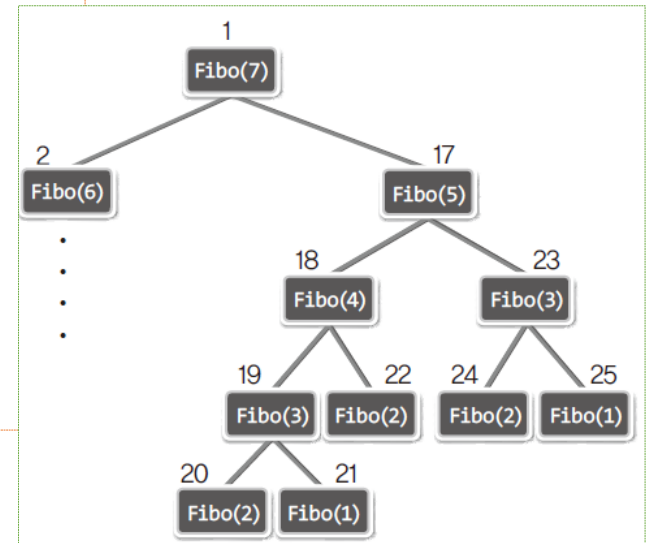 1
Fibo(7)
2 17
Fibo(6) Fibo(5)
18 23
Fibo(4) Fibo(3)
19 22 24 25
Fibo(3) Fibo(2) Fibo(2) Fibo(1)
20 21
Fibo(2) Fibo(1)